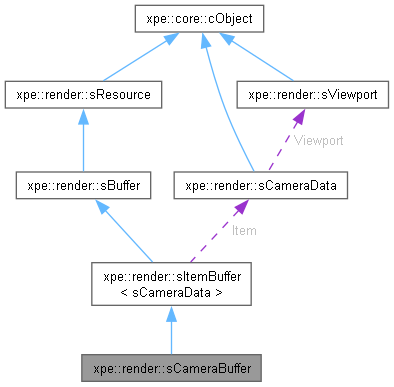 xpe::core::cObject
xpe::render::sResource
xpe::render::sViewport
Viewport
xpe::render::sBuffer
xpe::render::sCameraData
Item
xpe::render::sItemBuffer
< sCameraData >
xpe::render::sCameraBuffer